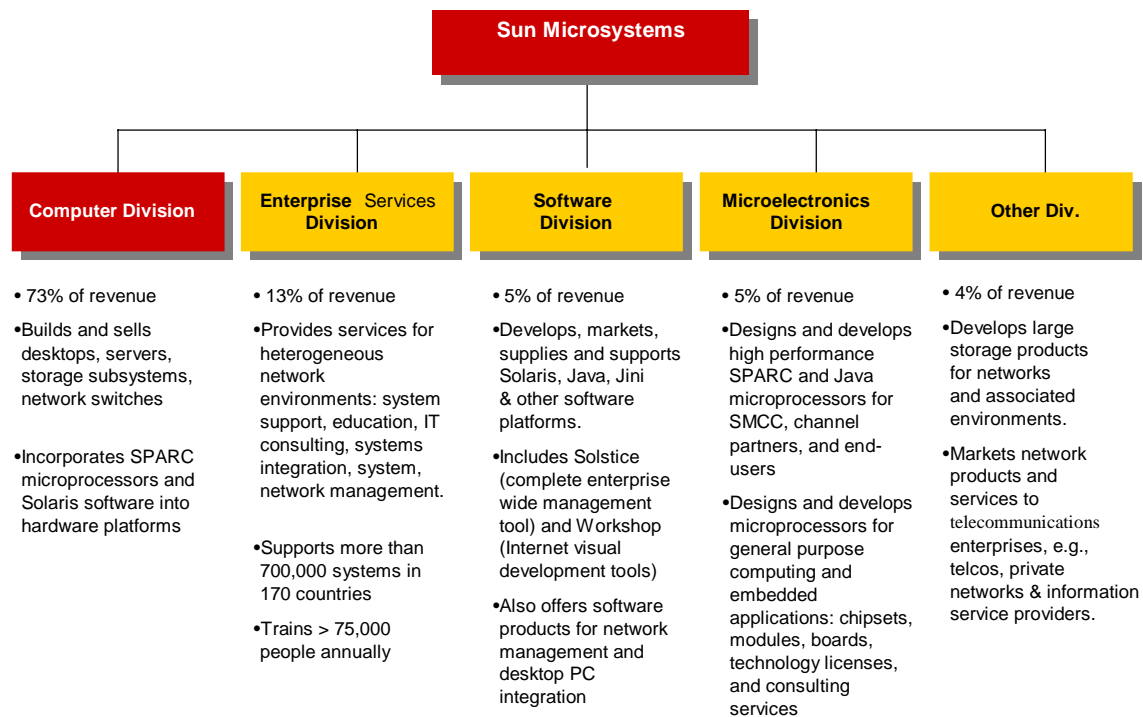 Sun Microsystems
Computer Division
Enterprise Services
Division
Software
Division
Microelectronics
Division
Other Div.
• 73% of revenue
•Builds and sells
desktops, servers,
storage subsystems,
network switches
•Incorporates SPARC
microprocessors and
Solaris software into
hardware platforms
• 13% of revenue
•Provides services for
heterogeneous
network
environments: system
support, education, IT
consulting, systems
integration, system,
network management.
•Supports more than
700,000 systems in
170 countries
•Trains > 75,000
people annually
• 5% of revenue
•Develops, markets,
supplies and supports
Solaris, Java, Jini
& other software
platforms.
•Includes Solstice
(complete enterprise
wide management
tool) and Workshop
(Internet visual
development tools)
•Also offers software
products for network
management and
desktop PC
integration
• 5% of revenue
•Designs and develops
high performance
SPARC and Java
microprocessors for
SMCC, channel
partners, and end-
users
•Designs and develops
microprocessors for
general purpose
computing and
embedded
applications: chipsets,
modules, boards,
technology licenses,
and consulting
services
• 4% of revenue
•Develops large
storage products
for networks
and associated
environments.
•Markets network
products and
services to
telecommunications
enterprises, e.g.,
telcos, private
networks & information
service providers.